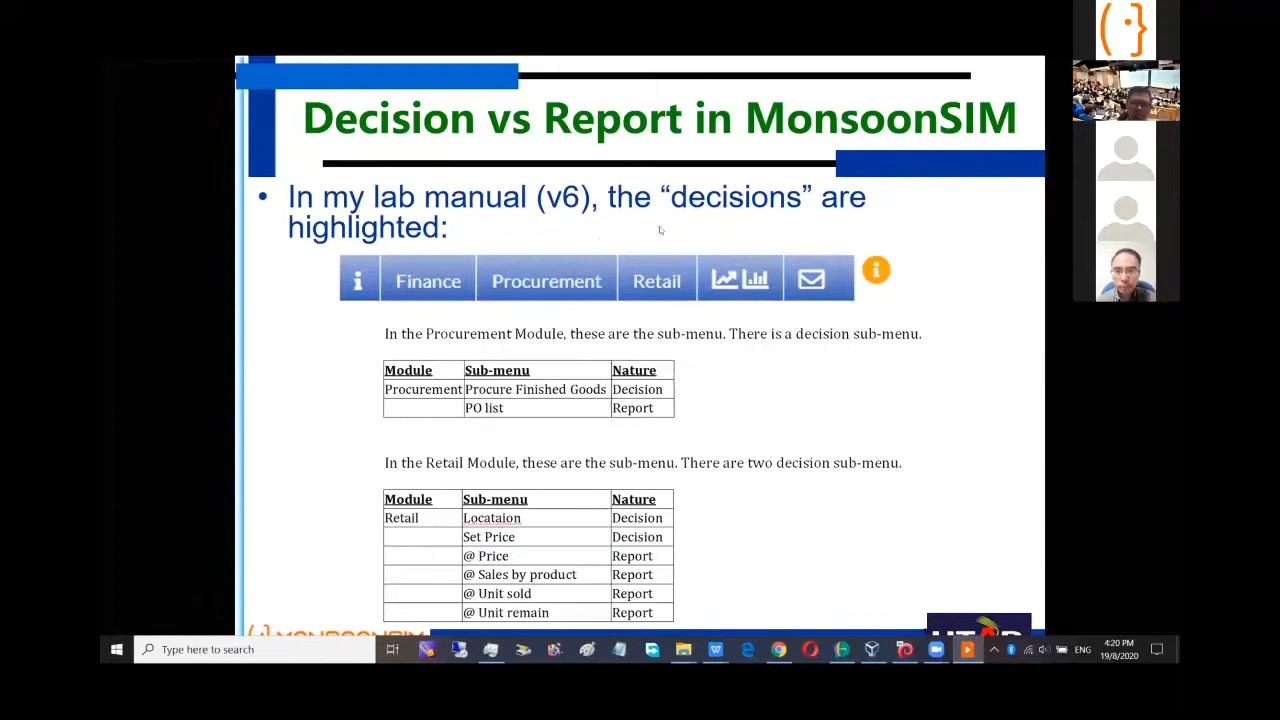 Decision vs Report in MonsoonSIM
• In my lab manual (v6), the “decisions” are
highlighted:
Finance Procurement Retail
In the Procurement Module, these are the sub-menu. There is a decision sub-menu.
Module Sub-menu Nature
Procurement Procure Finished Goods Decision
PO list Report
In the Retail Module, these are the sub-menu. There are two decision sub-menu.
Module Sub-menu Nature
Retail Locataion Decision
Set Price Decision
@ Price Report
@ Sales by product Report
@ Unit sold Report
@ Unit remain Report
MONSOONSIM
UTAR
Type here to search
ENG
4:20 PM
19/8/2020